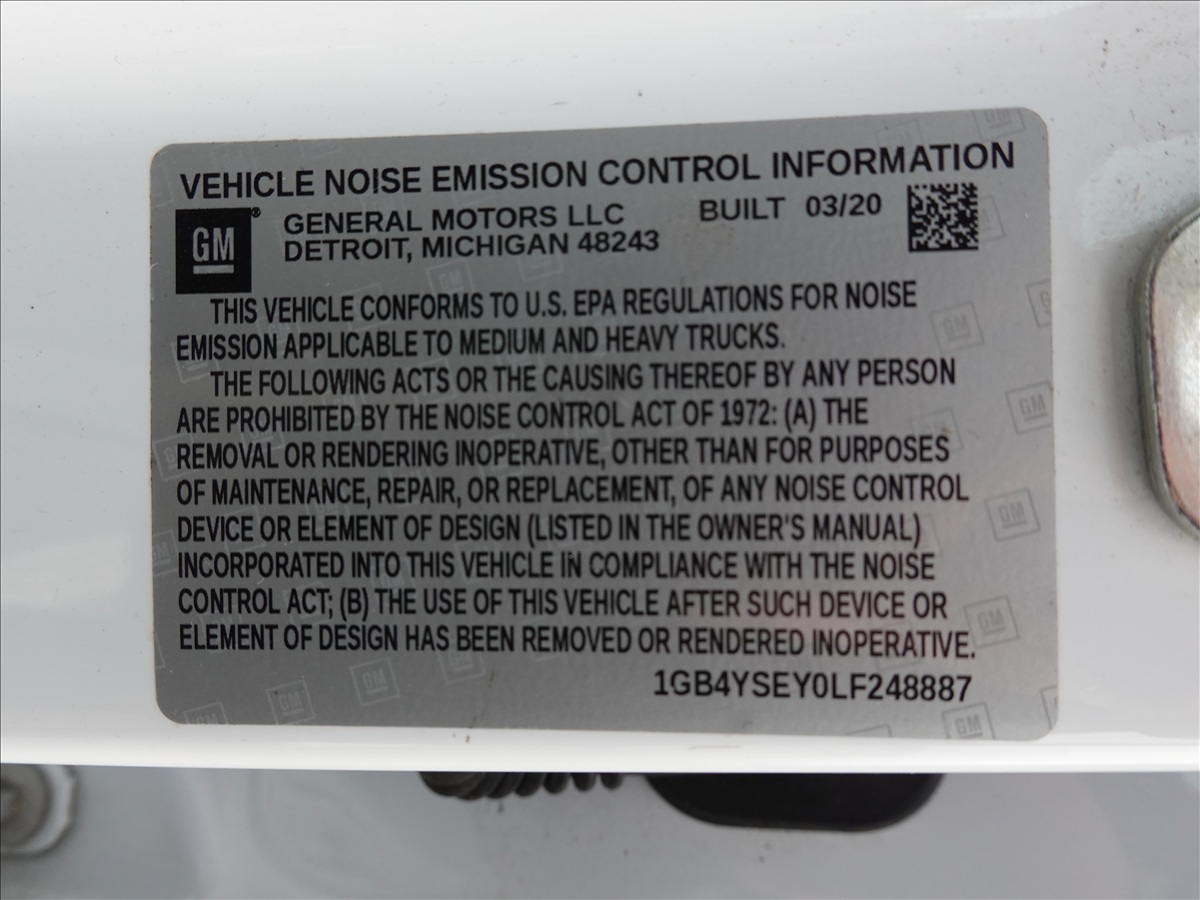 VEHICLE NOISE EMISSION CONTROL INFORMATION
GM®
GENERAL MOTORS LLC
BUILT 03/20
DETROIT, MICHIGAN 48243
THIS VEHICLE CONFORMS TO U.S. EPA REGULATIONS FOR NOISE
EMISSION APPLICABLE TO MEDIUM AND HEAVY TRUCKS.
THE FOLLOWING ACTS OR THE CAUSING THEREOF BY ANY PERSON
ARE PROHIBITED BY THE NOISE CONTROL ACT OF 1972: (A) THE
REMOVAL OR RENDERING INOPERATIVE, OTHER THAN FOR PURPOSES
OF MAINTENANCE, REPAIR, OR REPLACEMENT, OF ANY NOISE CONTROL
DEVICE OR ELEMENT OF DESIGN (LISTED IN THE OWNER'S MANUAL)
INCORPORATED INTO THIS VEHICLE IN COMPLIANCE WITH THE NOISE
CONTROL ACT; (B) THE USE OF THIS VEHICLE AFTER SUCH DEVICE OR
ELEMENT OF DESIGN HAS BEEN REMOVED OR RENDERED INOPERATIVE.
1GB4YSEY0LF248887